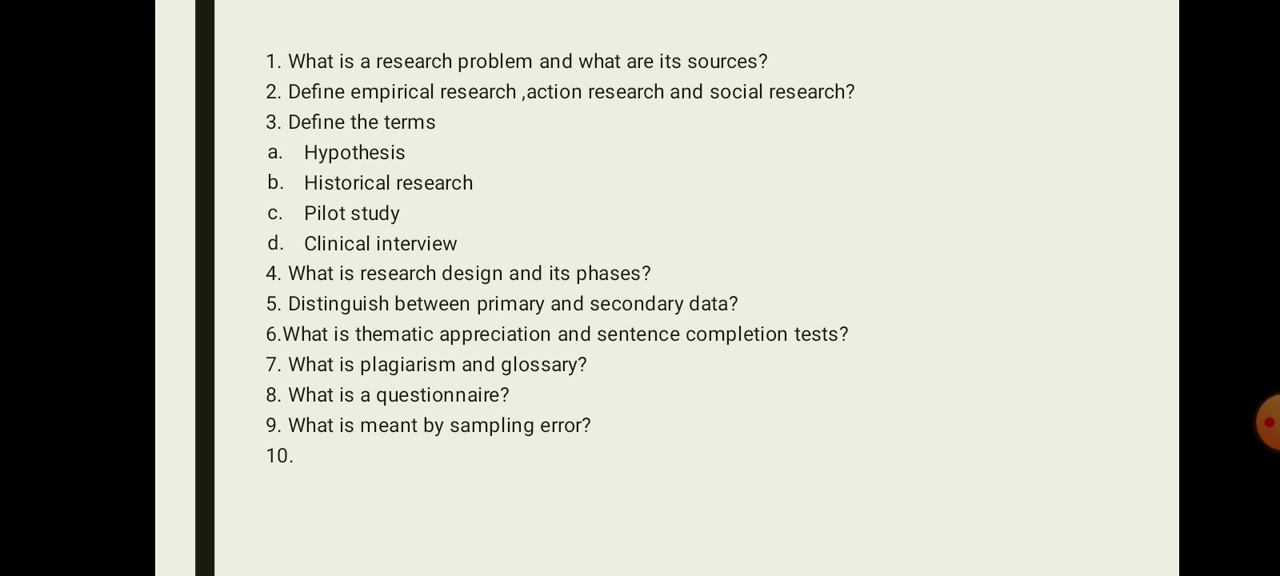 1. What is a research problem and what are its sources?
2. Define empirical research ,action research and social research?
3. Define the terms
a. Hypothesis
b. Historical research
c. Pilot study
d. Clinical interview
4. What is research design and its phases?
5. Distinguish between primary and secondary data?
6.What is thematic appreciation and sentence completion tests?
7. What is plagiarism and glossary?
8. What is a questionnaire?
9. What is meant by sampling error?
10.